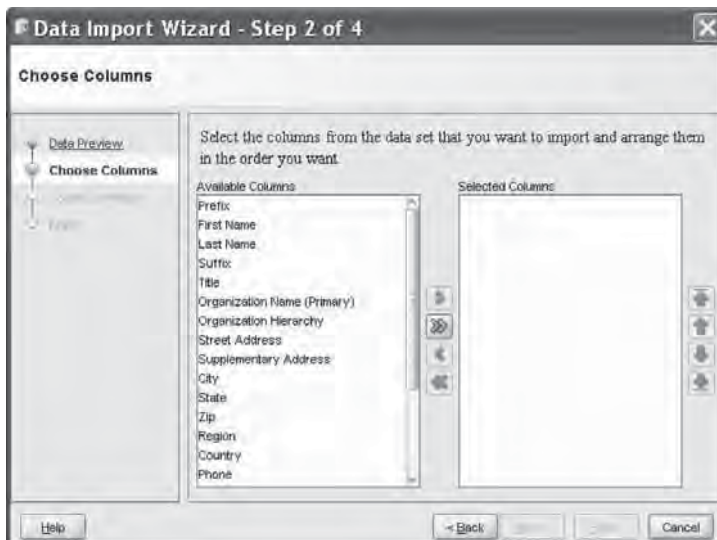 Data Import Wizard - Step 2 of 4
Choose Columns
Data Preview
Choose Columns
Select the columns from the data set that you want to import and arrange them
in the order you want
Available Columns
Selected Columns
Prefix
First Name
Last Name
Suffix
Title
Organization Name (Primary)
Organization Hierarchy
Street Address
Supplementary Address
City
State
Zip
Region
Country
Phone
Help
< Back
Cancel